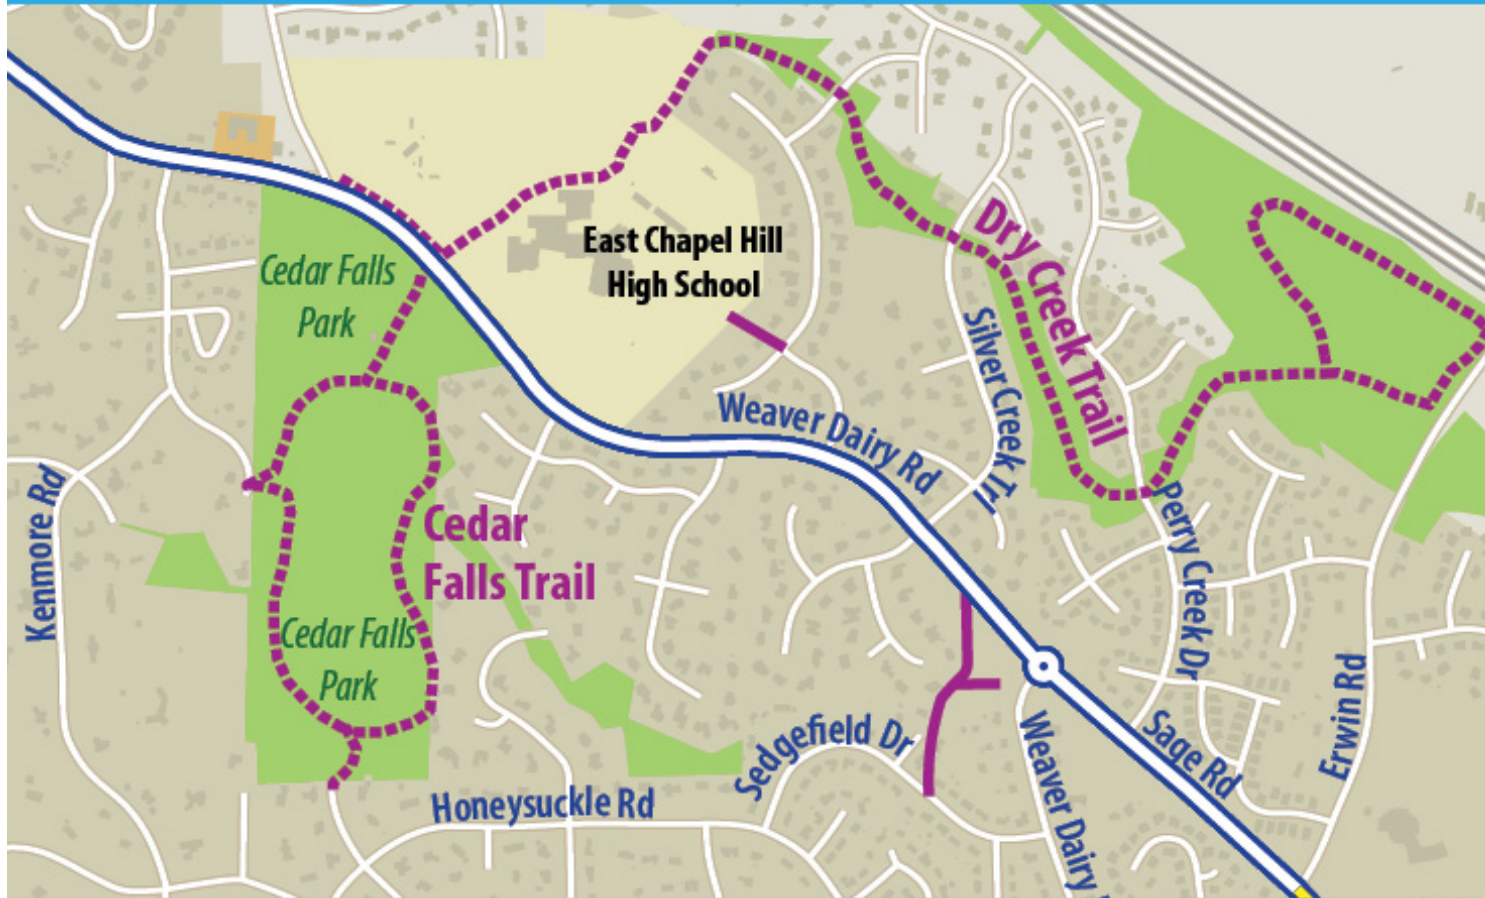 Cedar Falls
Park
East Chapel Hill
High School
Dry Creek Trail
Silver Creek Trl
Weaver Dairy Rd
Kenmore Rd
Cedar
Falls Trail
Perry Creek Dr
Cedar Falls
Park
Erwin Rd
Sedgefield Dr
Sage Rd
Weaver Dairy
Honeysuckle Rd